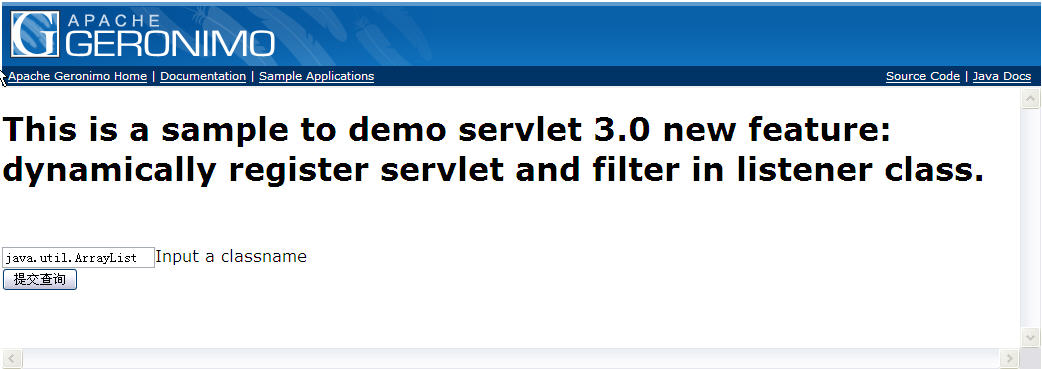 APACHE
GERONIMO
Apache Geronimo Home | Documentation | Sample Applications Source Code | Java Docs
This is a sample to demo servlet 3.0 new feature:
dynamically register servlet and filter in listener class.
java.util.ArrayList Input a classname
提交查询